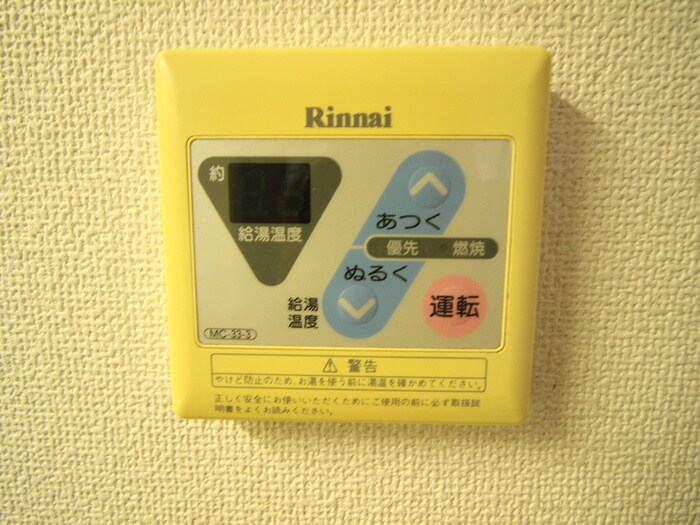 Rinnai
約
給湯温度
あつく
優先 燃焼
ぬるく
給湯
温度
運転
MC-33-3
警告
やけど防止のため、お湯を使う前に湯温を確かめてください。
正しく安全にお使いいただくためにご使用の前に必ず取扱説
明書をよくお読みください。